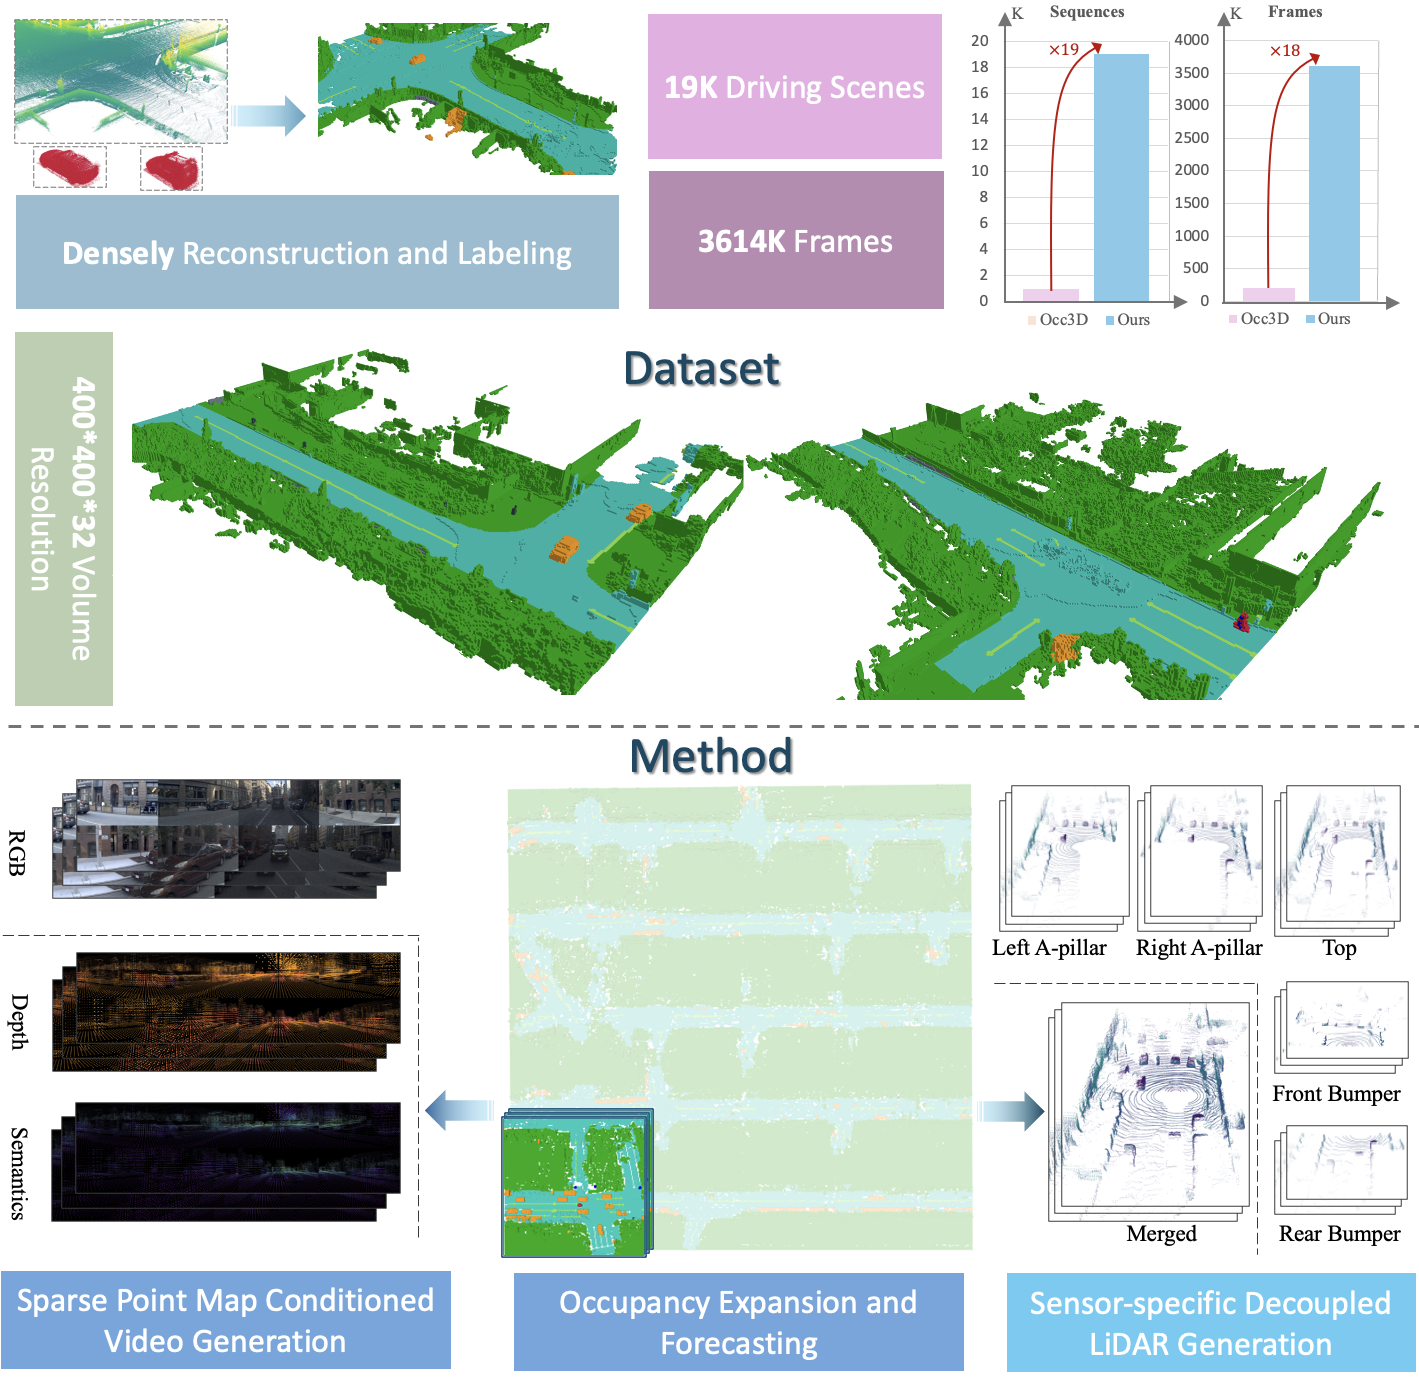 Densely Reconstruction and Labeling
19K Driving Scenes
3614K Frames
K
Sequences
20
18
16
14
12
10
8
6
4
2
0
×19
Occ3D
Ours
K
Frames
4000
3500
3000
2500
2000
1500
1000
500
0
×18
Occ3D
Ours
Dataset
400*400*32 Volume
Resolution
Method
RGB
Depth
Semantics
Left A-pillar
Right A-pillar
Top
Front Bumper
Merged
Rear Bumper
Sparse Point Map Conditioned
Video Generation
Occupancy Expansion and
Forecasting
Sensor-specific Decoupled
LiDAR Generation